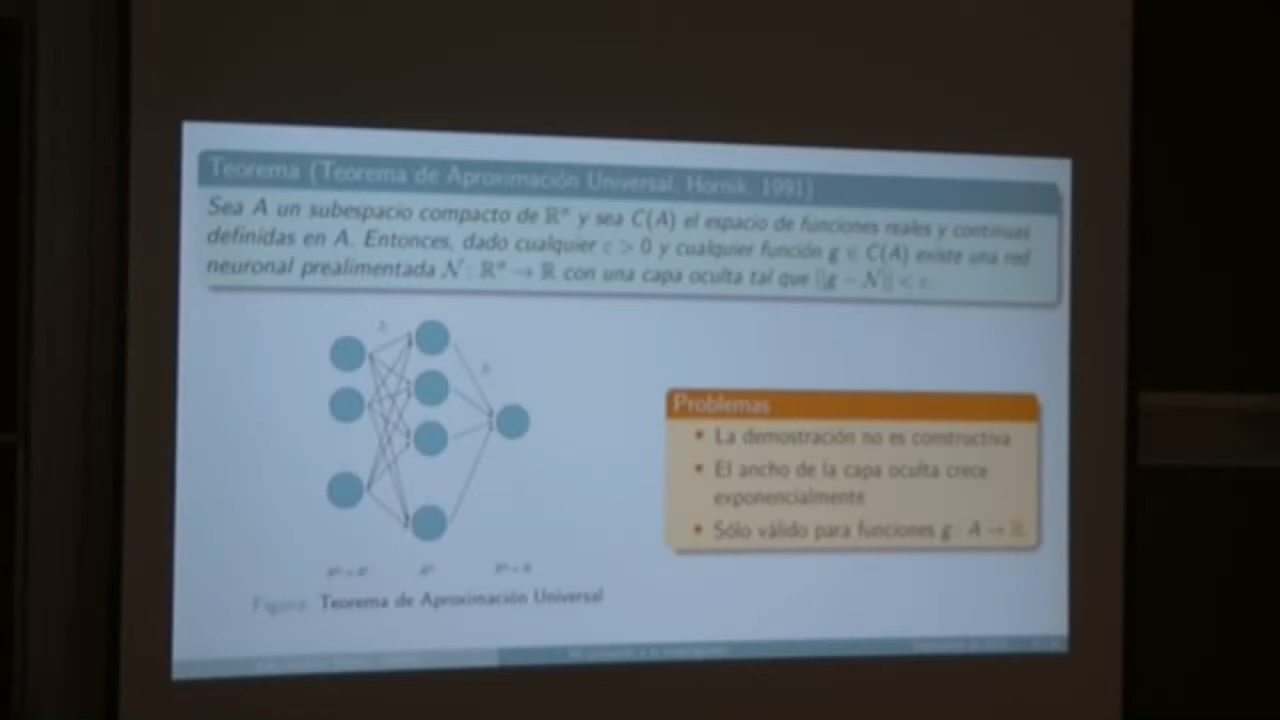 Teorema (Teorema de Aproximación Universal, Hornik, 1991)
Sea A un subespacio compacto de ℝⁿ y sea C(A) el espacio de funciones reales y continuas
definidas en A. Entonces, dado cualquier ε > 0 y cualquier función g ∈ C(A) existe una red
neuronal prealimentada 𝒩 : ℝⁿ → ℝ con una capa oculta tal que ||g − 𝒩|| < ε
Problemas
• La demostración no es constructiva
• El ancho de la capa oculta crece
exponencialmente
• Sólo válido para funciones g : A → ℝ
Figura: Teorema de Aproximación Universal